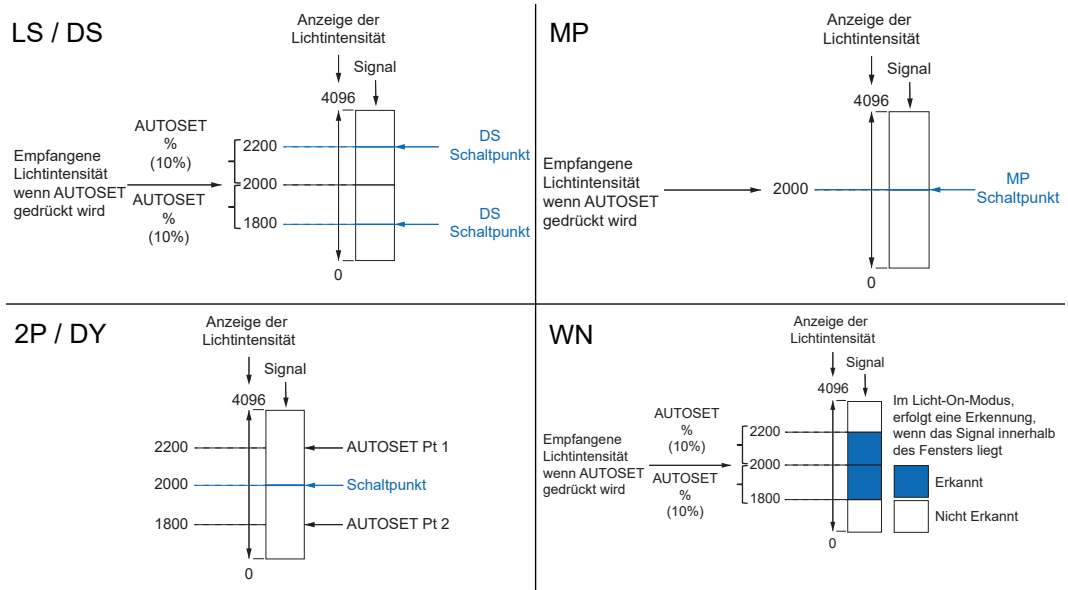 LS / DS
Anzeige der
Lichtintensität
Signal
4096
AUTOSET
%
(10%)
2200
DS
Schaltpunkt
Empfangene
Lichtintensität
wenn AUTOSET
gedrückt wird
2000
AUTOSET
%
(10%)
1800
DS
Schaltpunkt
0
MP
Anzeige der
Lichtintensität
Signal
4096
Empfangene
Lichtintensität
wenn AUTOSET
gedrückt wird
2000
MP
Schaltpunkt
0
2P / DY
Anzeige der
Lichtintensität
Signal
4096
2200
AUTOSET Pt 1
2000
Schaltpunkt
1800
AUTOSET Pt 2
0
WN
Anzeige der
Lichtintensität
Signal
4096
Im Licht-On-Modus,
erfolgt eine Erkennung,
wenn das Signal innerhalb
des Fensters liegt
AUTOSET
%
(10%)
2200
Empfangene
Lichtintensität
wenn AUTOSET
gedrückt wird
2000
AUTOSET
%
(10%)
1800
Erkannt
Nicht Erkannt
0